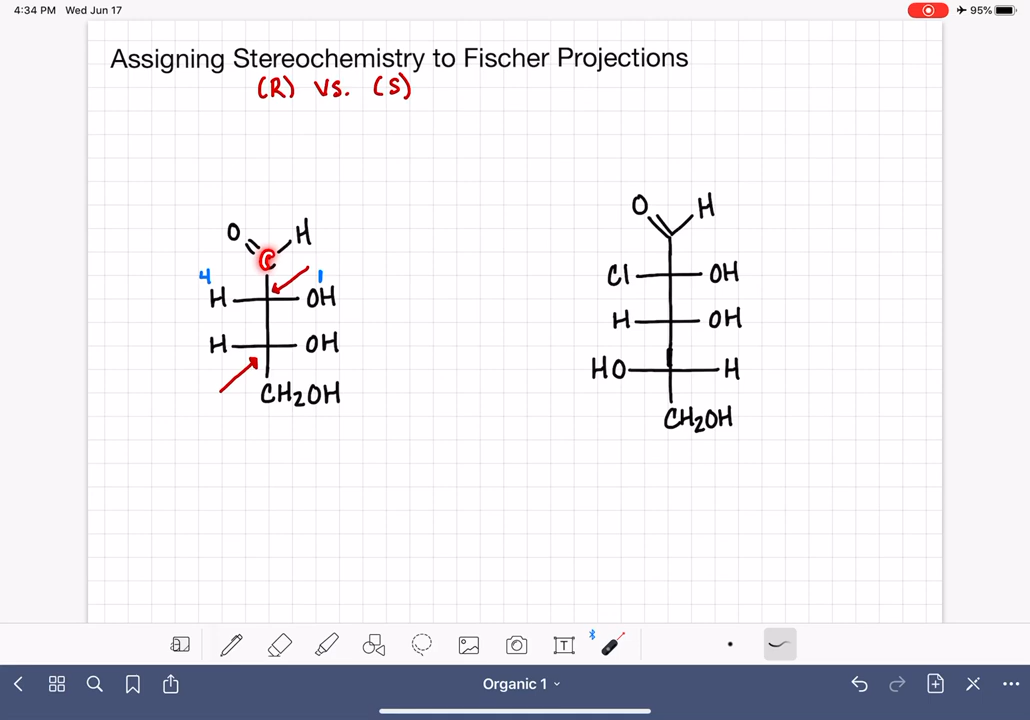 4:34 PM Wed Jun 17
95%
Assigning Stereochemistry to Fischer Projections
(R) vs. (S)
O H
C
4 1
H OH
H OH
CH2OH
O H
Cl OH
H OH
HO H
CH2OH
T
Organic 1